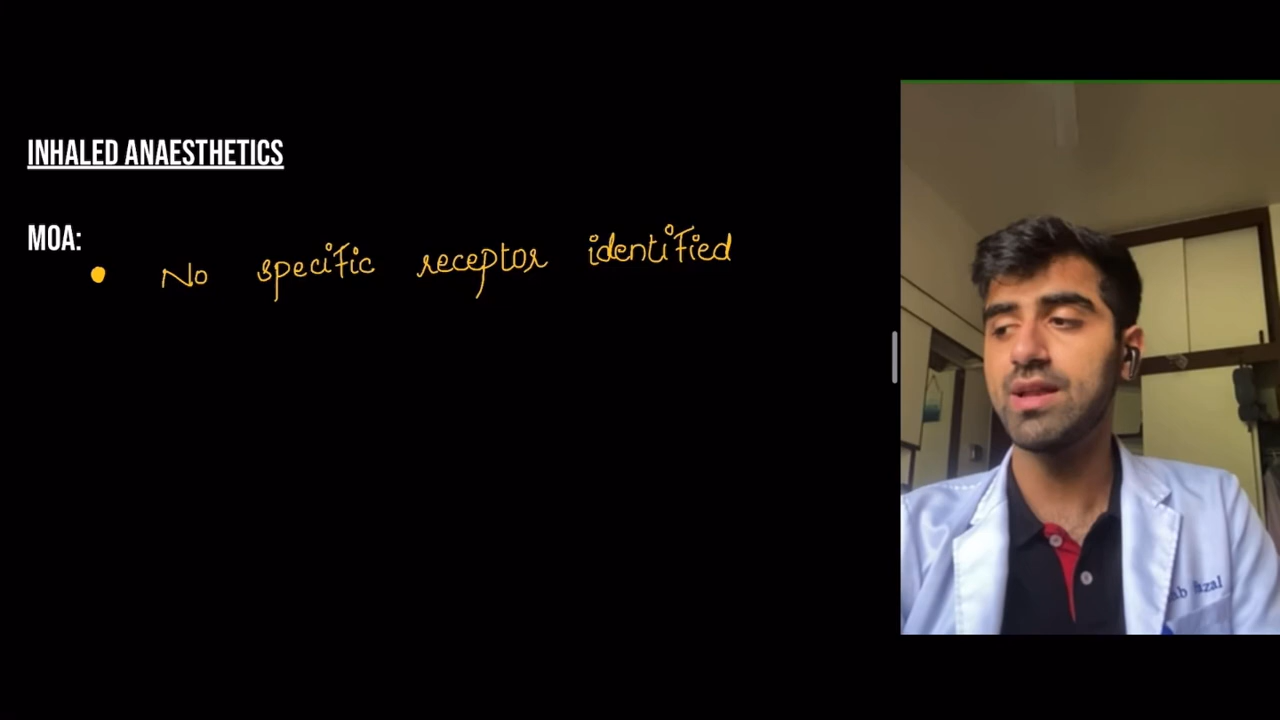 INHALED ANAESTHETICS
MOA:
• No specific receptor identified